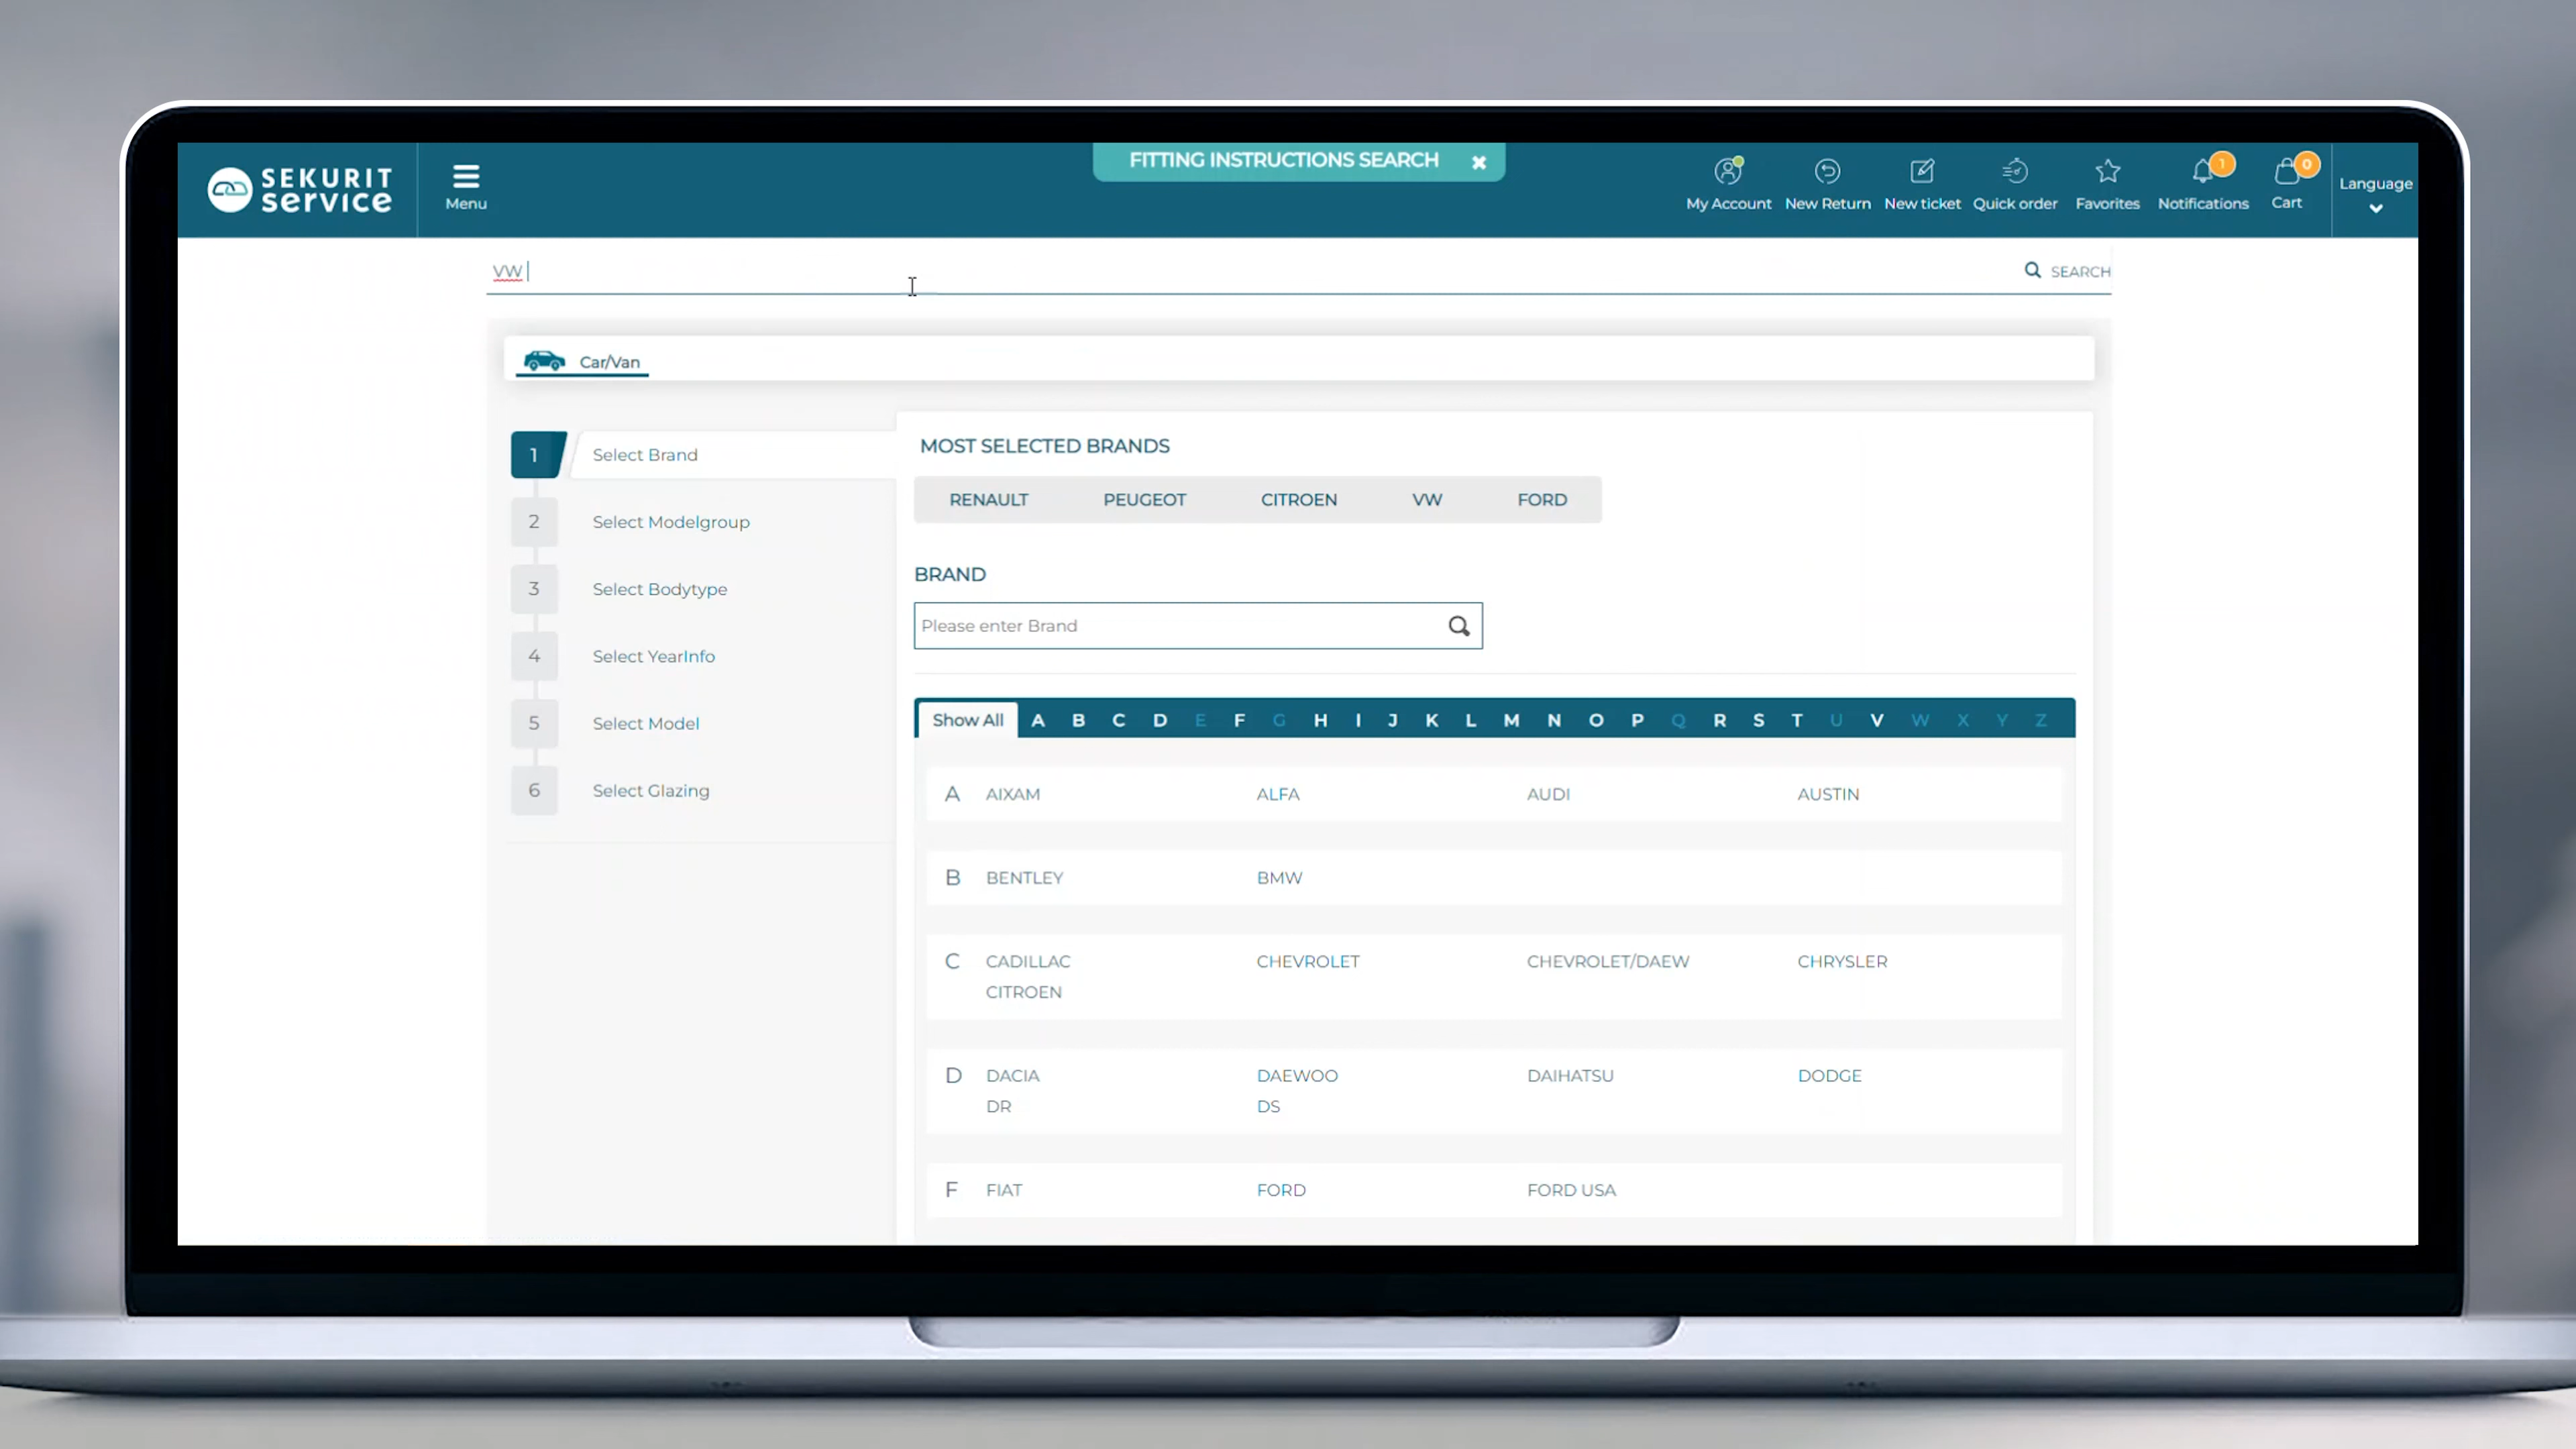 SEKURIT
service
Menu
FITTING INSTRUCTIONS SEARCH
My Account
New Return
New ticket
Quick order
Favorites
1
Notifications
0
Cart
Language
VW
SEARCH
Car/Van
1 Select Brand
2 Select Modelgroup
3 Select Bodytype
4 Select YearInfo
5 Select Model
6 Select Glazing
MOST SELECTED BRANDS
RENAULT PEUGEOT CITROEN VW FORD
BRAND
Please enter Brand
Show All A B C D E F G H I J K L M N O P Q R S T U V W X Y Z
A AIXAM ALFA AUDI AUSTIN
B BENTLEY BMW
C CADILLAC CHEVROLET CHEVROLET/DAEW CHRYSLER
CITROEN
D DACIA DAEWOO DAIHATSU DODGE
DR DS
F FIAT FORD FORD USA